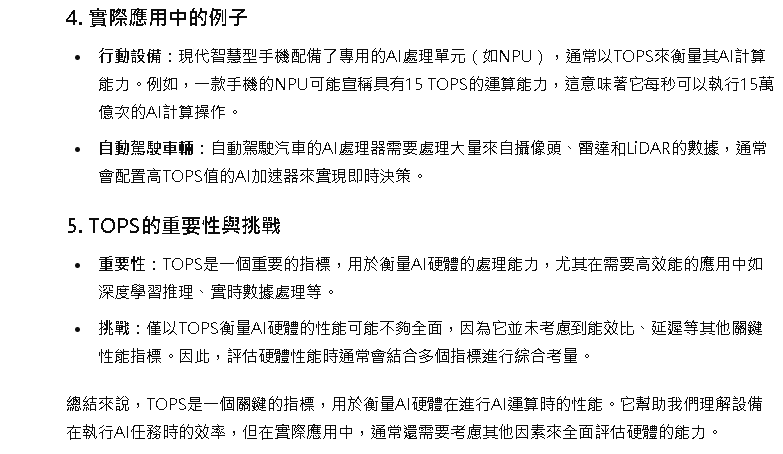 4. 實際應用中的例子
• 行動設備：現代智慧型手機配備了專用的AI處理單元（如NPU），通常以TOPS來衡量其AI計算
能力。例如，一款手機的NPU可能宣稱具有15 TOPS的運算能力，這意味著它每秒可以執行15萬
億次的AI計算操作。
• 自動駕駛車輛：自動駕駛汽車的AI處理器需要處理大量來自攝像頭、雷達和LiDAR的數據，通常
會配置高TOPS值的AI加速器來實現即時決策。
5. TOPS的重要性與挑戰
• 重要性：TOPS是一個重要的指標，用於衡量AI硬體的處理能力，尤其在需要高效能的應用中如
深度學習推理、實時數據處理等。
• 挑戰：僅以TOPS衡量AI硬體的性能可能不夠全面，因為它並未考慮到能效比、延遲等其他關鍵
性能指標。因此，評估硬體性能時通常會結合多個指標進行綜合考量。
總結來說，TOPS是一個關鍵的指標，用於衡量AI硬體在進行AI運算時的性能。它幫助我們理解設備
在執行AI任務時的效率，但在實際應用中，通常還需要考慮其他因素來全面評估硬體的能力。